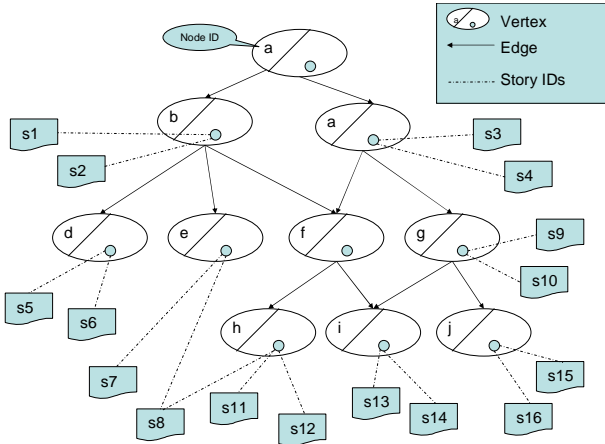 Node ID
a
a
Vertex
Edge
Story IDs
b
a
s1
s2
s3
s4
d
e
f
g
s9
s10
s5
s6
h
i
j
s7
s8
s11
s12
s13
s14
s15
s16